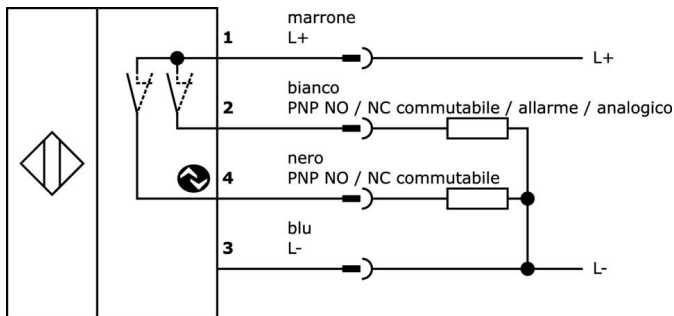 marrone
1 L+
L+
bianco
2 PNP NO / NC commutabile / allarme / analogico
nero
4 PNP NO / NC commutabile
blu
3 L-
L-